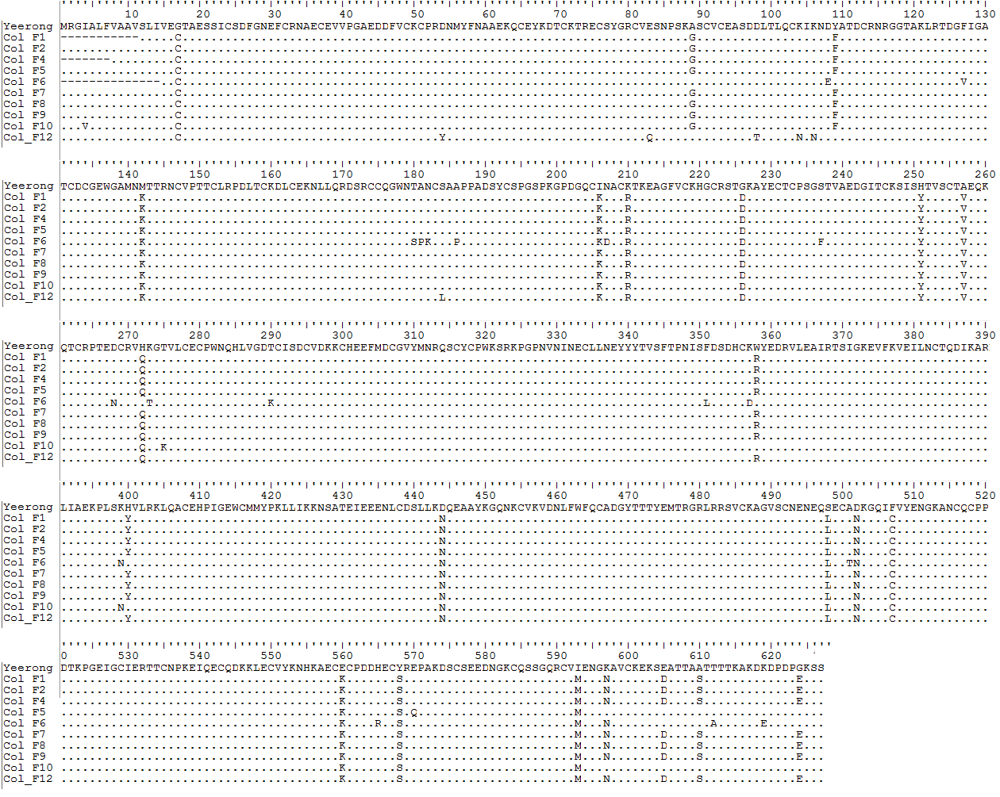 10 20 30 40 50 60 70 80 90 100 110 120 130
Yeerong MRGIALFVAAVSLIVEGTAESSICSDFGNEFCRNAECEVVPGAEDDFVCKCPRDNMYFNAAEKQCEYKDTCKTRECSYGRCVESNPSKASCVCEASDDLTLQCKIKNDYATDCRNRGGTAKLRTDGFIGA
Col F1 -----------.....C.......................................................................G...................F.....................
Col F2 ................C.......................................................................G...................F.....................
Col F4 -------.........C.......................................................................G...................F.....................
Col F5 ................C.......................................................................G...................F.....................
Col F6 --------------..C..........................................................................................E..................V...
Col F7 ................C.......................................................................G...................F.....................
Col F8 ................C.......................................................................G...................F.....................
Col F9 ................C.......................................................................G...................F.....................
Col F10 ...V............C.......................................................................G...................F.....................
Col_F12 ................C....................................Y............................Q..............T.....N.N........................
140 150 160 170 180 190 200 210 220 230 240 250 260
Yeerong TCDCGEWGAMNMTTRNCVPTTCLRPDLTCKDLCEKNLLQRDSRCCQGWNTANCSAAPPADSYCSPGSPKGPDGQCINACKTKEAGFVCKHGCRSTGKAYECTCPSGSTVAEDGITCKSISHTVSCTAEQK
Col F1 ...........K...............................................................K...R...............D........................Y.....V...
Col F2 ...........K...............................................................K...R...............D........................Y.....V...
Col F4 ...........K...............................................................K...R...............D........................Y.....V...
Col F5 ...........K...............................................................K...R...............D........................Y.....V...
Col F6 ...........K.....................................SPK...P...................KD..R...............D..........F.............Y.....V...
Col F7 ...........K...............................................................K...R...............D........................Y.....V...
Col F8 ...........K...............................................................K...R...............D........................Y.....V...
Col F9 ...........K...............................................................K...R...............D........................Y.....V...
Col F10 ...........K...............................................................K...R...............D........................Y.....V...
Col_F12 ...........K.........................................L.....................K...R...............D........................Y.....V...
270 280 290 300 310 320 330 340 350 360 370 380 390
Yeerong QTCRPTEDCRVHKGTVLCECPWNQHLVGDTCISDCVDKKCHEEFMDCGVYMNRQSCYCPWKSRKPGPNVNINECLLNEYYYTVSFTPNISFDSDHCKWYEDRVLEAIRTSIGKEVFKVEILNCTQDIKAR
Col F1 ...........Q.....................................................................................R................................
Col F2 ...........Q.....................................................................................R................................
Col F4 ...........Q.....................................................................................R................................
Col F5 ...........Q.....................................................................................R................................
Col F6 .......N....T................K............................................................L.....D.................................
Col F7 ...........Q.....................................................................................R................................
Col F8 ...........Q.....................................................................................R................................
Col F9 ...........Q.....................................................................................R................................
Col F10 ...........Q..K...................................................................................................................
Col_F12 ...........Q.....................................................................................R................................
400 410 420 430 440 450 460 470 480 490 500 510 520
Yeerong LIAEKPLSKHVLRKLQACEHPIGEWCMMYPKLLIKKNSATEIEEENLCDSLLKDQEAAYKGQNKCVKVDNLFWFQCADGYTTTYEMTRGRLRRSVCKAGVSCNENEQSECADKGQIFVYENGKANCQCPP
Col F1 .........Y...........................................N.....................................................L...N....C.............
Col F2 .........Y...........................................N.....................................................L...N....C.............
Col F4 .........Y...........................................N.....................................................L...N....C.............
Col F5 .........Y...........................................N.....................................................L...N....C.............
Col F6 ........N............................................N.....................................................L..TN....C.............
Col F7 .........Y...........................................N.....................................................L...N....C.............
Col F8 .........Y...........................................N.....................................................L...N....C.............
Col F9 .........Y...........................................N.....................................................L...N....C.............
Col F10 ........N............................................N.....................................................L...N....C.............
Col_F12 .........Y...........................................N.....................................................L...N....C.............
0 530 540 550 560 570 580 590 600 610 620
Yeerong DTKPGEIGCIERTTCNPKEIQECQDKKLECVYKNHKAECECPDDHECYREPAKDSCSEEDNGKCQSSGQRCVIENGKAVCKEKSEATTAATTTTKAKDKDPDPGKSS
Col F1 .......................................K.......S........................M...N.......D....S.............E...
Col F2 .......................................K.......S........................M...N.......D....S.............E...
Col F4 .......................................K.......S........................M...N.......D....S.............E...
Col F5 .......................................K.......S.Q......................M..................................
Col F6 .......................................K....R..S........................M...N..............A......E........
Col F7 .......................................K.......S........................M...N.......D....S.............E...
Col F8 .......................................K.......S........................M...N.......D....S.............E...
Col F9 .......................................K.......S........................M...N.......D....S.............E...
Col F10 .......................................K.......S........................M..................................
Col_F12 .......................................K.......S........................M...N.......D....S.............E...